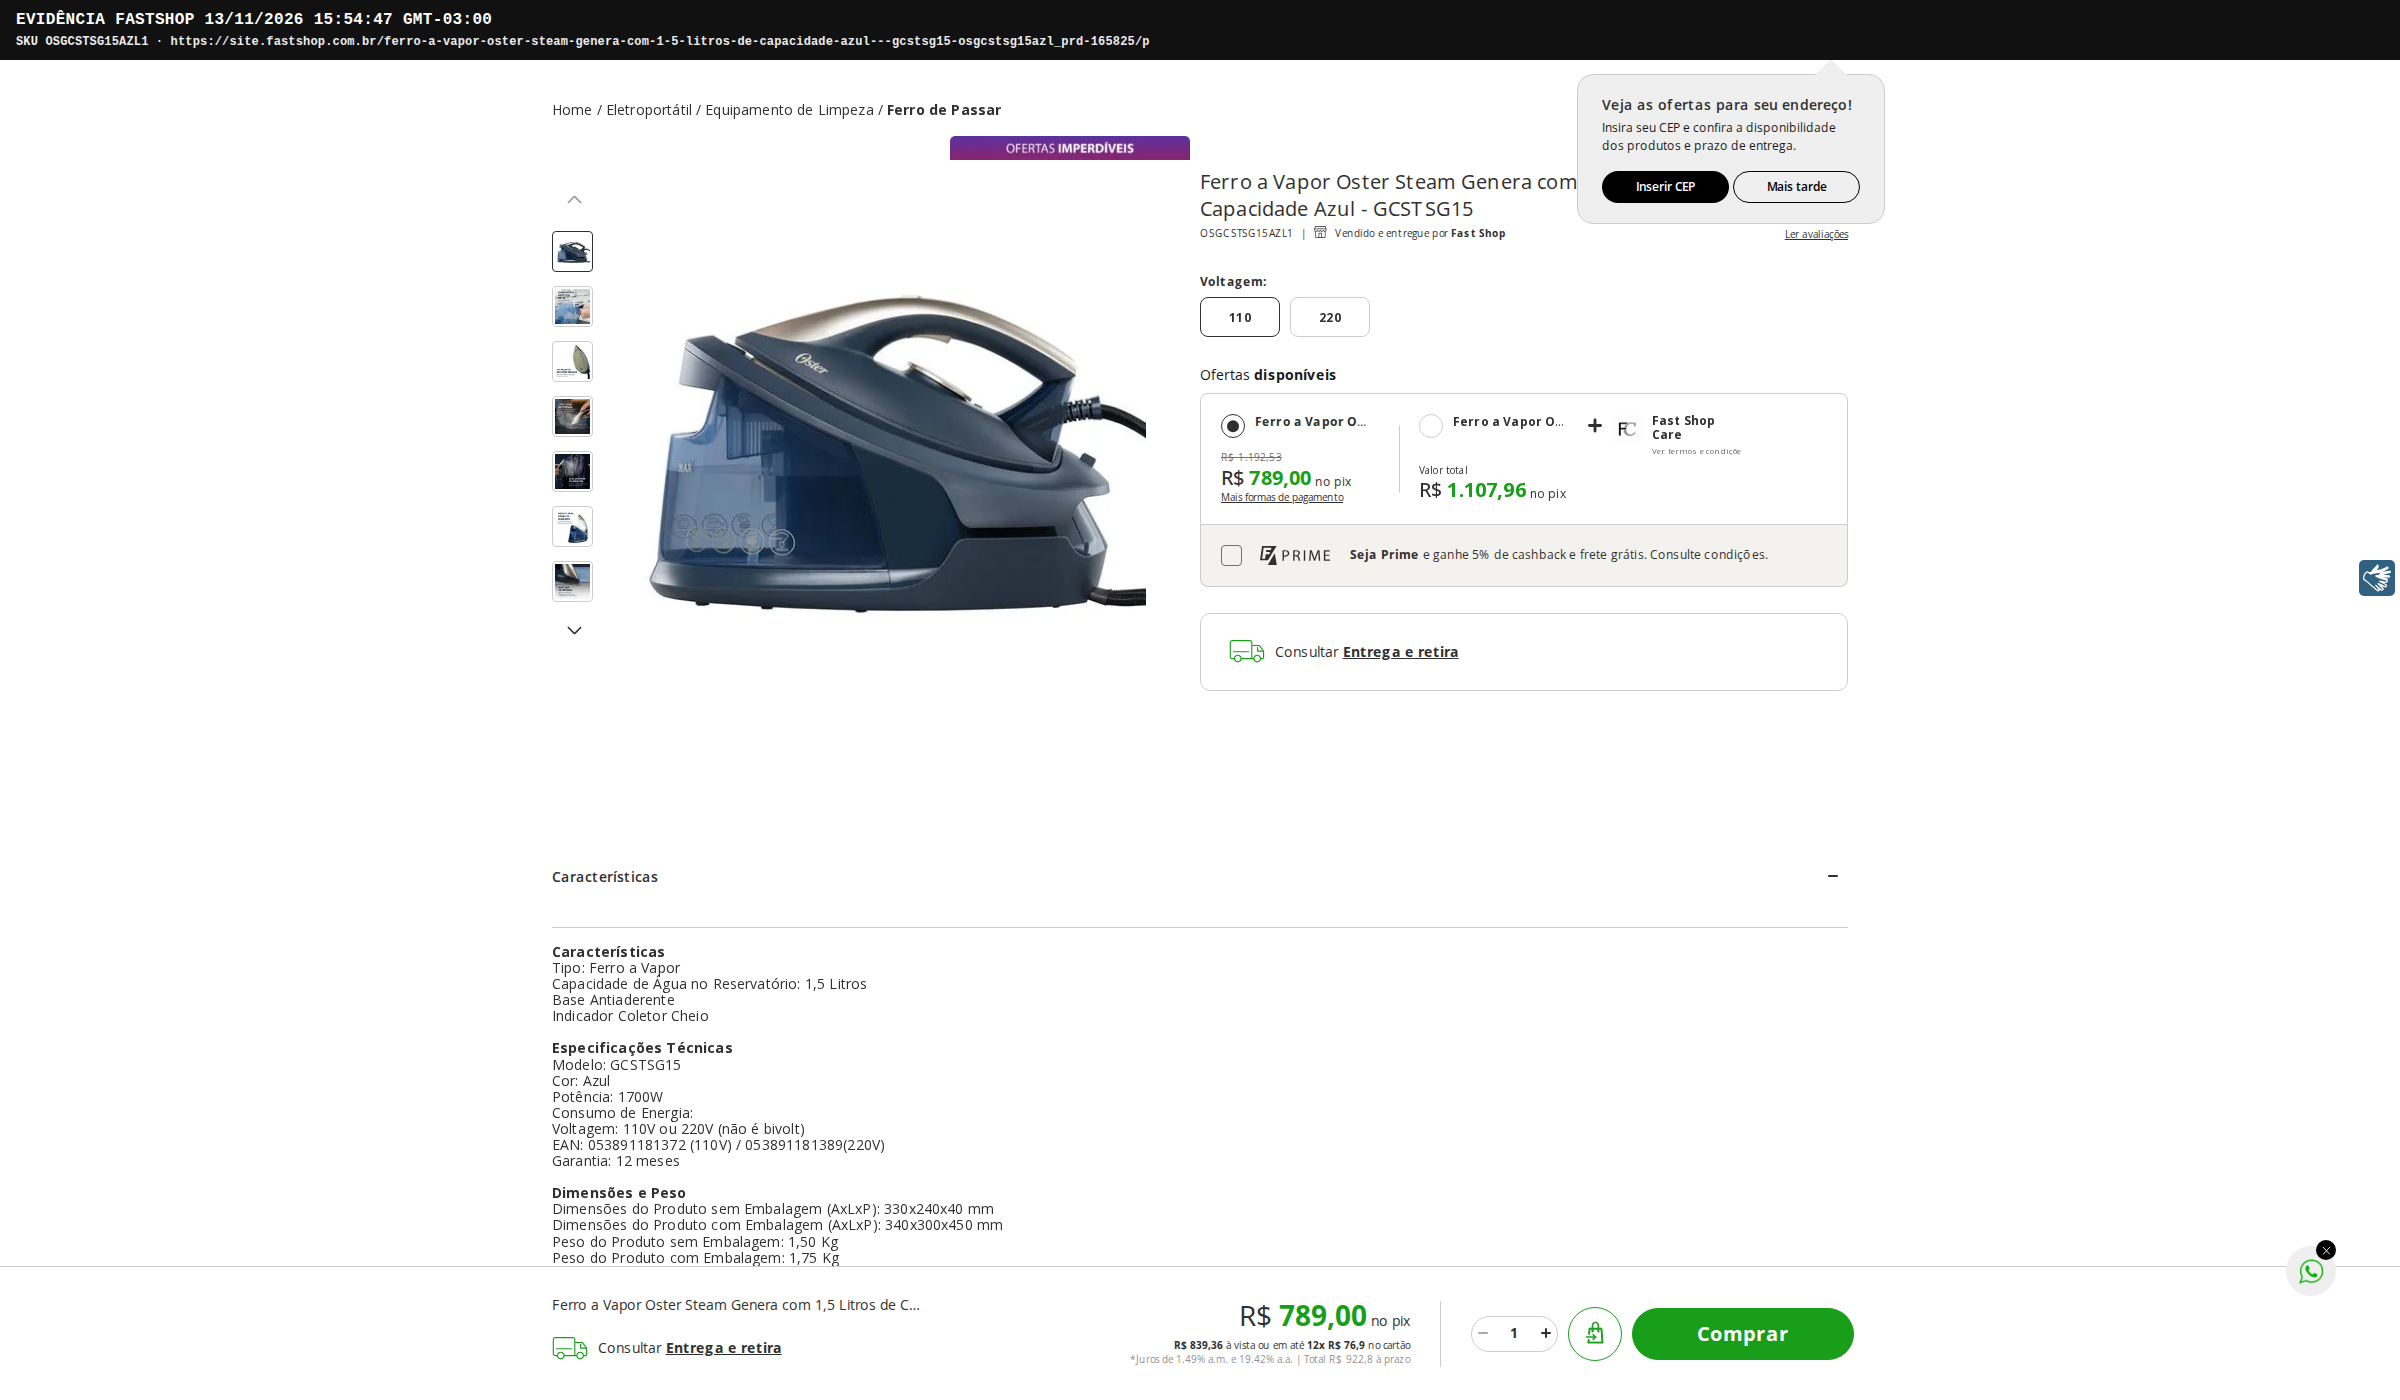 EVIDÊNCIA FASTSHOP 13/11/2026 15:54:47 GMT-03:00
SKU OSGCSTSG15AZL1 · https://site.fastshop.com.br/ferro-a-vapor-oster-steam-genera-com-1-5-litros-de-capacidade-azul---gcstsg15-osgcstsg15azl_prd-165825/p
Home / Eletroportátil / Equipamento de Limpeza / Ferro de Passar
Veja as ofertas para seu endereço!
Insira seu CEP e confira a disponibilidade
dos produtos e prazo de entrega.
Inserir CEP
Mais tarde
OFERTAS IMPERDÍVEIS
Ferro a Vapor Oster Steam Genera com
Capacidade Azul - GCSTSG15
OSGCSTSG15AZL1 | Vendido e entregue por Fast Shop
Ler avaliações
Voltagem:
110
220
Oster
MAX
Ofertas disponíveis
Ferro a Vapor O...
R$ 1.192,53
R$ 789,00 no pix
Mais formas de pagamento
Ferro a Vapor O...
Valor total
R$ 1.107,96 no pix
+
FC
Fast Shop
Care
Ver termos e condiçõe
PRIME
Seja Prime e ganhe 5% de cashback e frete grátis. Consulte condições.
Consultar Entrega e retira
Características
Características
Tipo: Ferro a Vapor
Capacidade de Água no Reservatório: 1,5 Litros
Base Antiaderente
Indicador Coletor Cheio
Especificações Técnicas
Modelo: GCSTSG15
Cor: Azul
Potência: 1700W
Consumo de Energia:
Voltagem: 110V ou 220V (não é bivolt)
EAN: 053891181372 (110V) / 053891181389(220V)
Garantia: 12 meses
Dimensões e Peso
Dimensões do Produto sem Embalagem (AxLxP): 330x240x40 mm
Dimensões do Produto com Embalagem (AxLxP): 340x300x450 mm
Peso do Produto sem Embalagem: 1,50 Kg
Peso do Produto com Embalagem: 1,75 Kg
Ferro a Vapor Oster Steam Genera com 1,5 Litros de C...
Consultar Entrega e retira
R$ 789,00 no pix
R$ 839,36 à vista ou em até 12x R$ 76,9 no cartão
*Juros de 1.49% a.m. e 19.42% a.a. | Total R$ 922,8 à prazo
− 1 +
Comprar